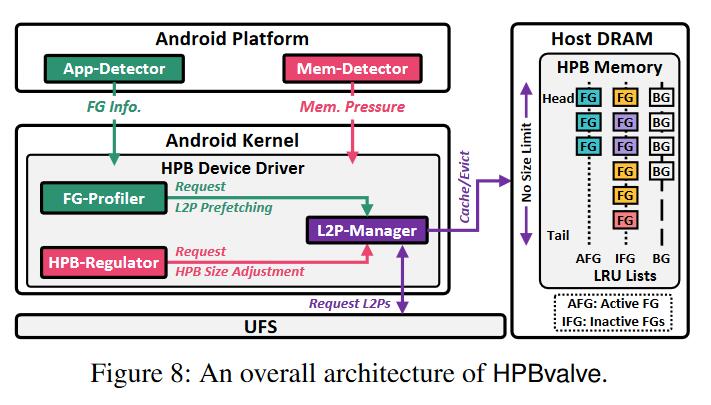 Android Platform
App-Detector
Mem-Detector
FG Info.
Mem. Pressure
Android Kernel
HPB Device Driver
FG-Profiler
Request
L2P Prefetching
L2P-Manager
HPB-Regulator
Request
HPB Size Adjustment
Request L2Ps
UFS
Cache/Evict
Host DRAM
HPB Memory
No Size Limit
Head
FG FG BG
FG FG BG
FG FG BG
FG BG
FG
FG
Tail
AFG IFG BG
LRU Lists
AFG: Active FG
IFG: Inactive FGs
Figure 8: An overall architecture of HPBvalve.